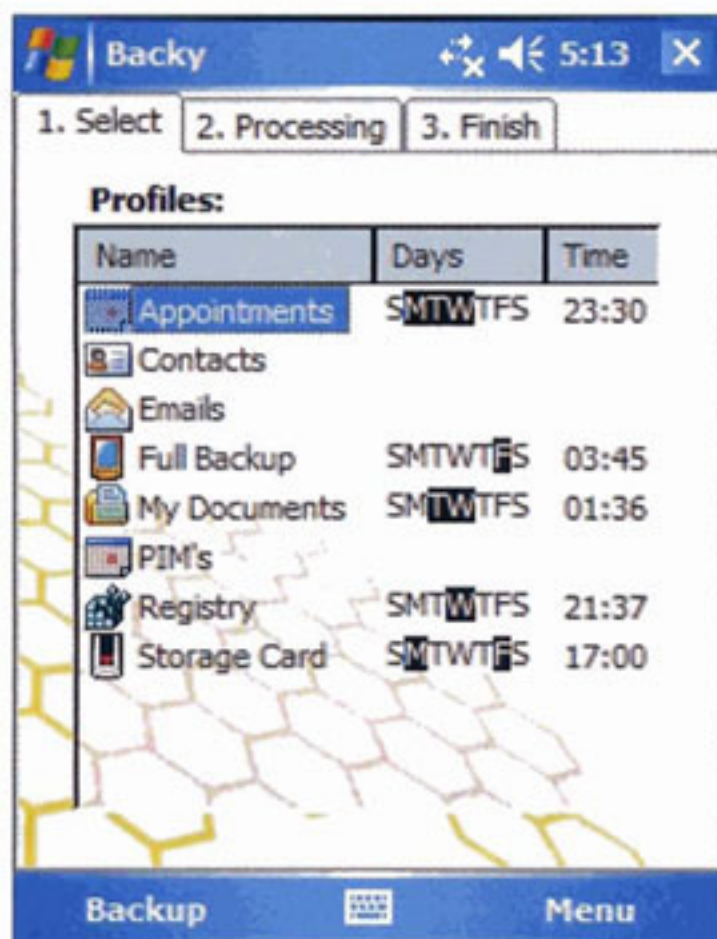 Backy 5:13
1. Select 2. Processing 3. Finish
Profiles:
Name Days Time
Appointments SMTWTFS 23:30
Contacts
Emails
Full Backup SMTWTFS 03:45
My Documents SMTWTFS 01:36
PIM's
Registry SMTWTFS 21:37
Storage Card SMTWTFS 17:00
Backup Menu